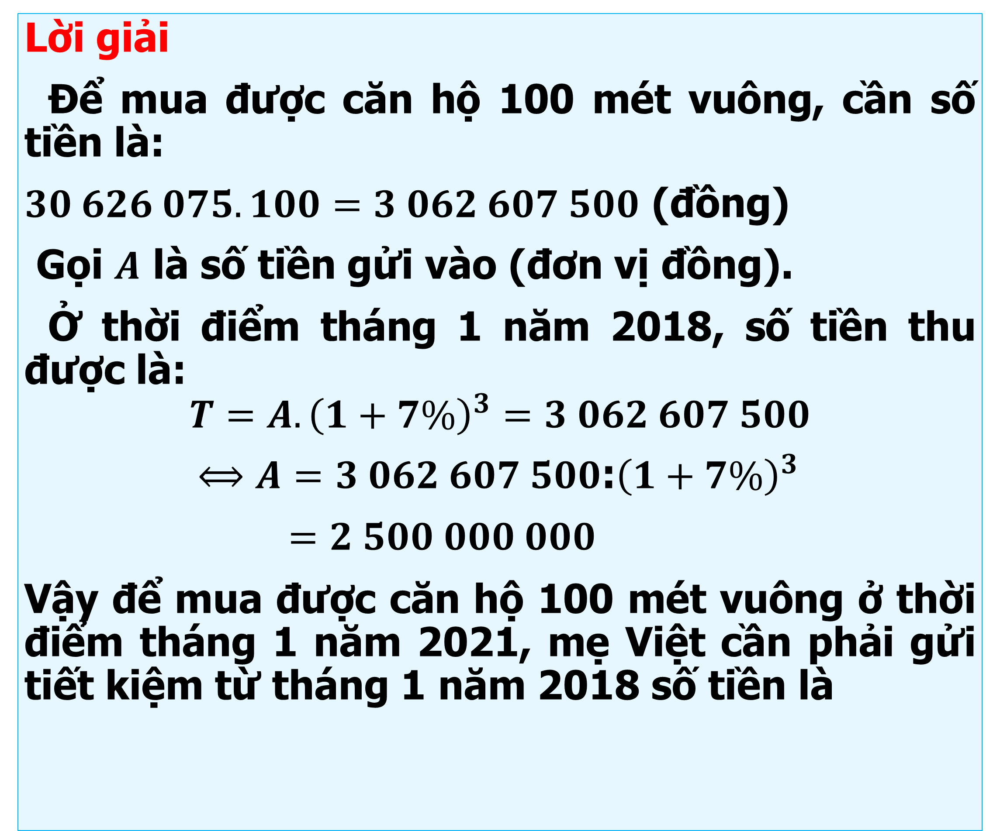 Lời giải
Để mua được căn hộ 100 mét vuông, cần số
tiền là:
30 626 075. 100 = 3 062 607 500 (đồng)
Gọi A là số tiền gửi vào (đơn vị đồng).
Ở thời điểm tháng 1 năm 2018, số tiền thu
được là:
T = A. (1 + 7%)³ = 3 062 607 500
⟺ A = 3 062 607 500:(1 + 7%)³
= 2 500 000 000
Vậy để mua được căn hộ 100 mét vuông ở thời
điểm tháng 1 năm 2021, mẹ Việt cần phải gửi
tiết kiệm từ tháng 1 năm 2018 số tiền là